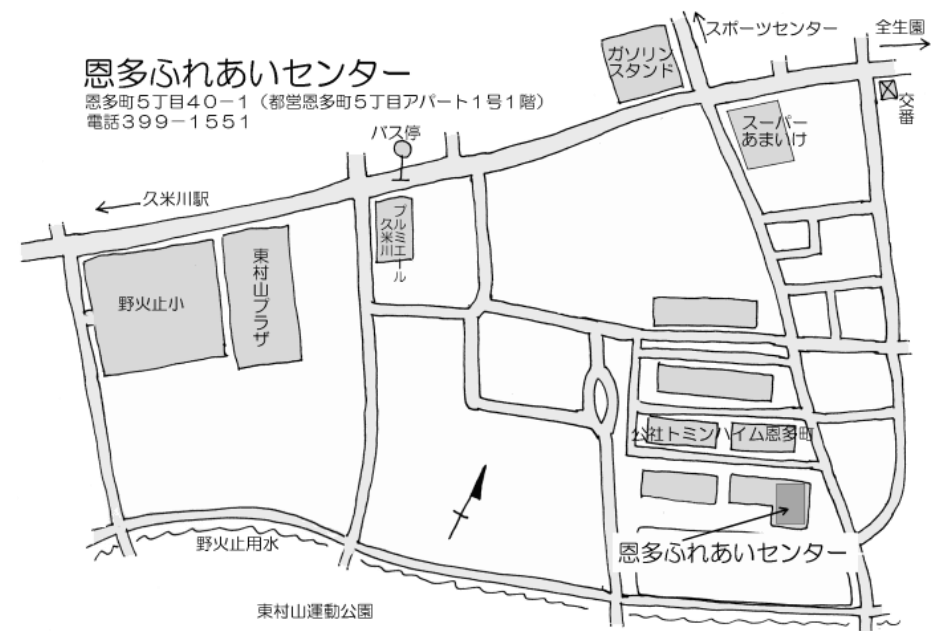 恩多ふれあいセンター
恩多町5丁目40-1（都営恩多町5丁目アパート1号1階）
電話399-1551
スポーツセンター
全生園
ガソリン
スタンド
交番
スーパー
あまいけ
バス停
久米川駅
プルミエール
久米川
東村山プラザ
野火止小
公社トミンハイム恩多町
恩多ふれあいセンター
野火止用水
東村山運動公園